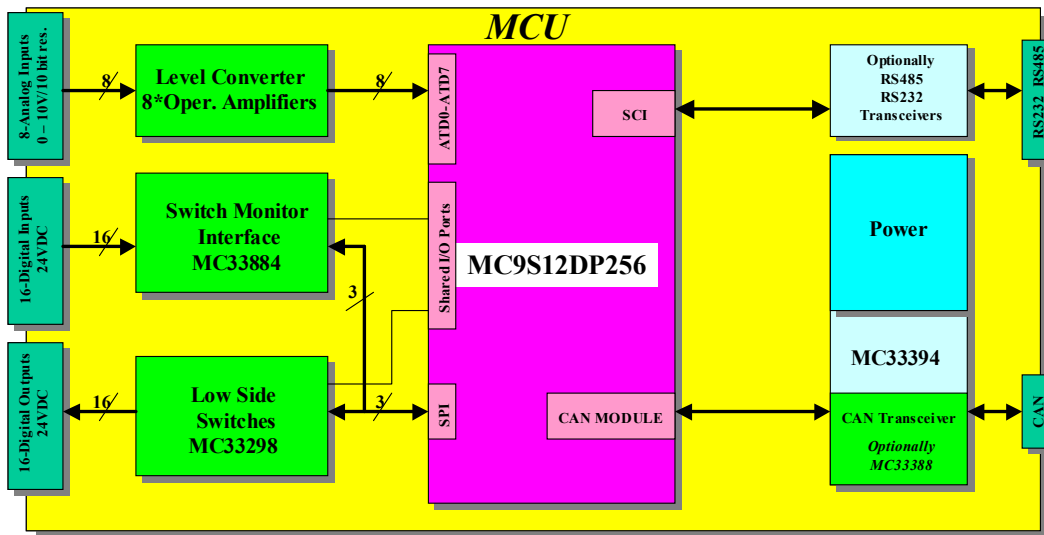 MCU
8-Analog Inputs
0 – 10V/10 bit res.
8
Level Converter
8*Oper. Amplifiers
8
ATD0-ATD7
SCI
Optionally
RS485
RS232
Transceivers
RS232 RS485
16-Digital Inputs
24VDC
16
Switch Monitor
Interface
MC33884
3
Shared I/O Ports
MC9S12DP256
Power
MC33394
16-Digital Outputs
24VDC
16
Low Side
Switches
MC33298
3
SPI
CAN MODULE
CAN Transceiver
Optionally
MC33388
CAN